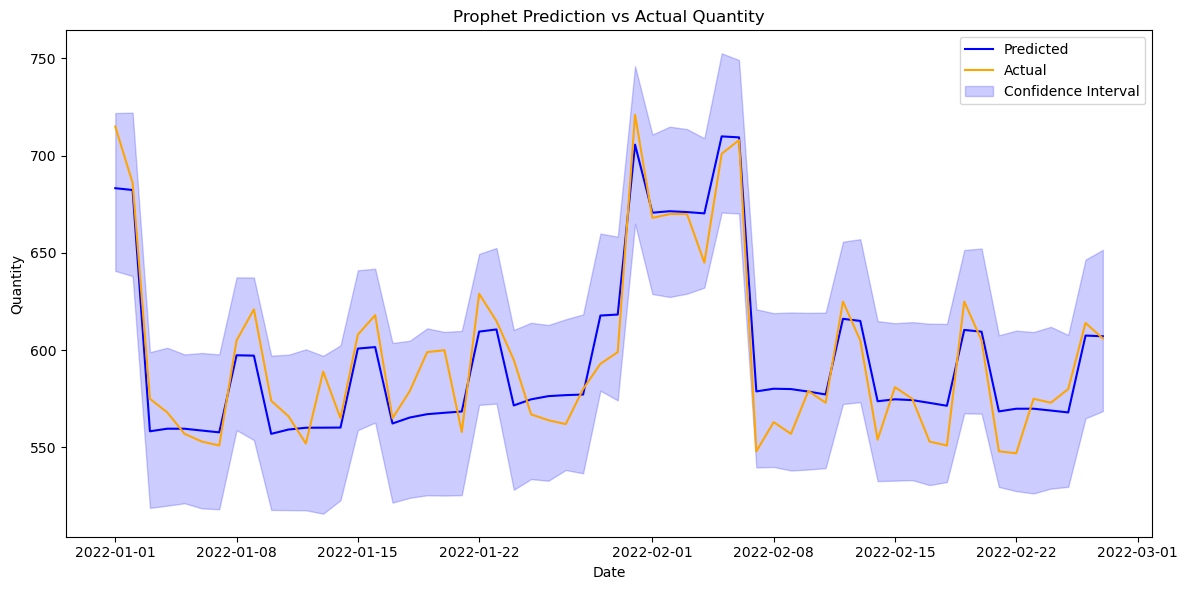 Prophet Prediction vs Actual Quantity
Predicted
Actual
Confidence Interval
Quantity
750
700
650
600
550
2022-01-01 2022-01-08 2022-01-15 2022-01-22 2022-02-01 2022-02-08 2022-02-15 2022-02-22 2022-03-01
Date